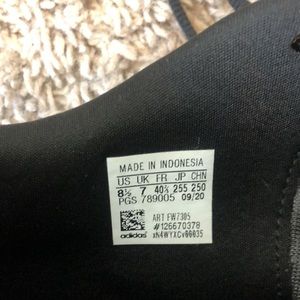 MADE IN INDONESIA
US UK FR JP CHN
8½ 7 40⅔ 255 250
PGS 789005 09/20
ART FW7305
#126670378
adidas